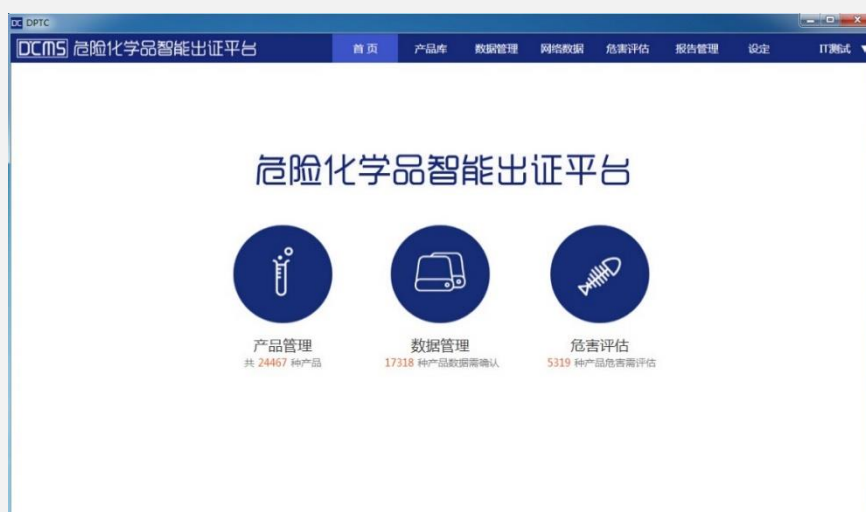 DC DPTC
DCMS 危险化学品智能出证平台 首页 产品库 数据管理 网络数据 危害评估 报告管理 设定 IT测试
危险化学品智能出证平台
产品管理 数据管理 危害评估
共 24467 种产品 17318 种产品数据需确认 5319 种产品危害需评估